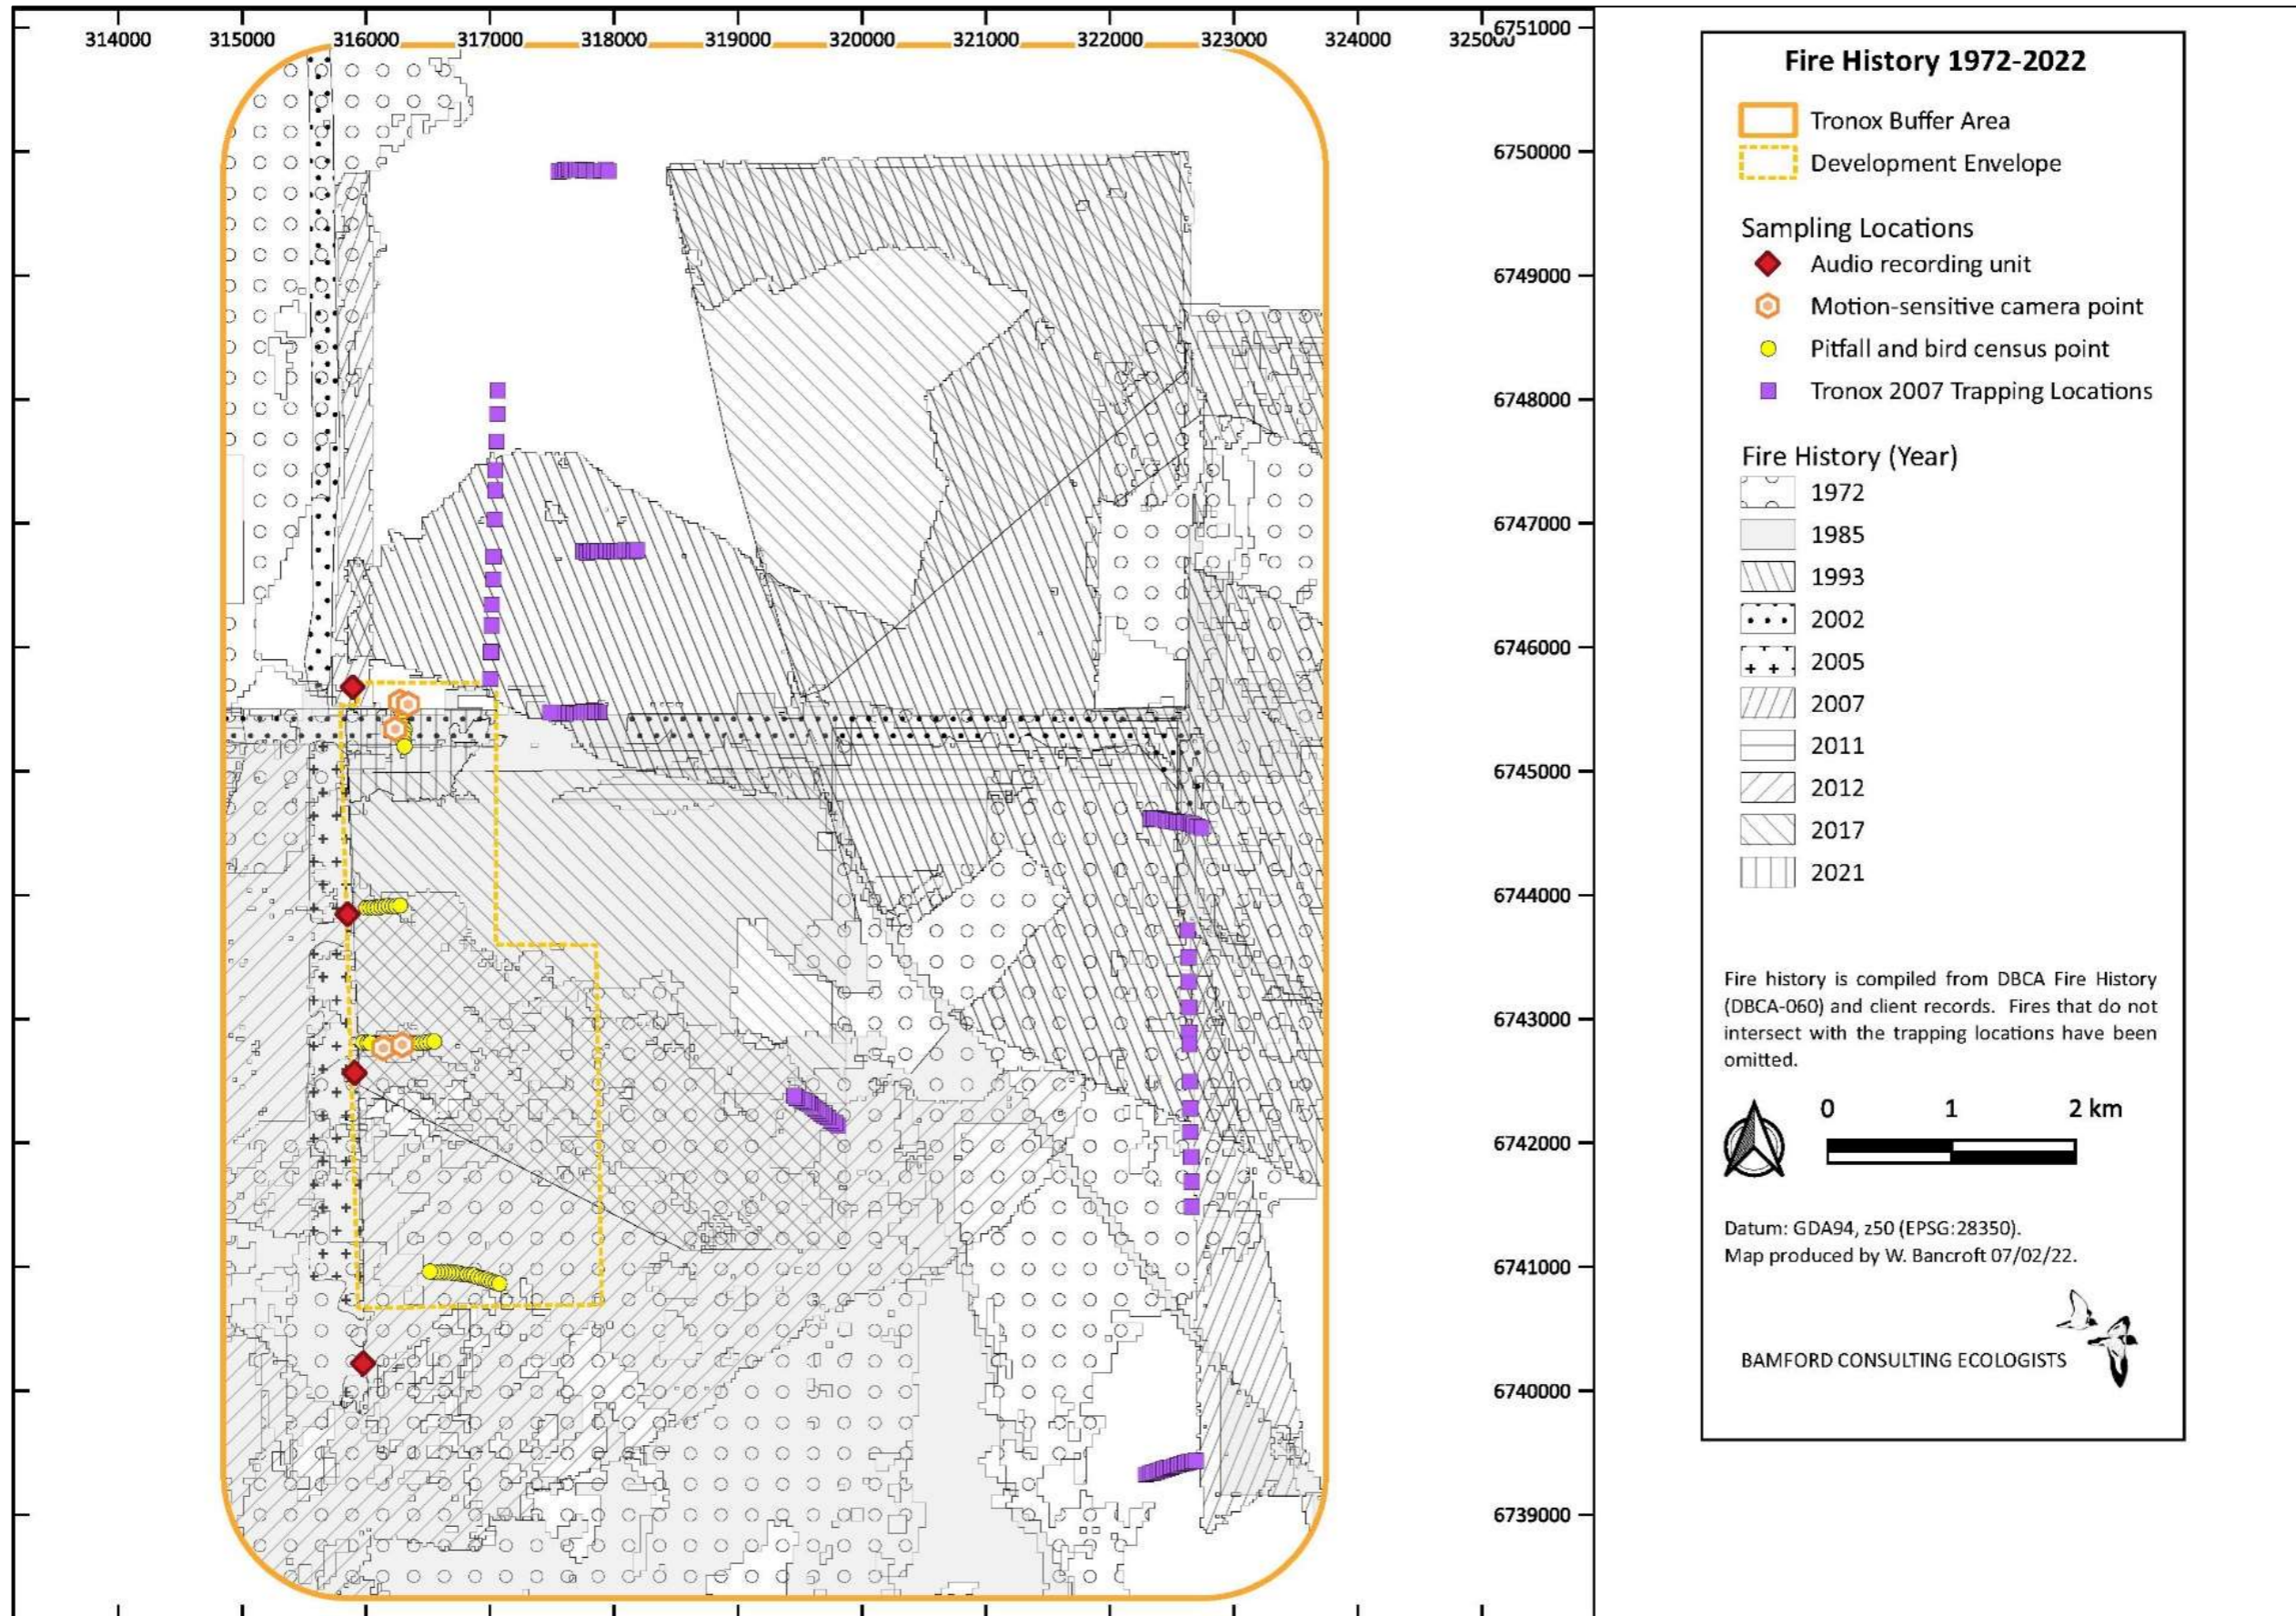 314000 315000 316000 317000 318000 319000 320000 321000 322000 323000 324000
6751000
6750000
6749000
6748000
6747000
6746000
6745000
6744000
6743000
6742000
6741000
6740000
6739000
Fire History 1972-2022
Tronox Buffer Area
Development Envelope
Sampling Locations
Audio recording unit
Motion-sensitive camera point
Pitfall and bird census point
Tronox 2007 Trapping Locations
Fire History (Year)
1972
1985
1993
2002
2005
2007
2011
2012
2017
2021
Fire history is compiled from DBCA Fire History
(DBCA-060) and client records. Fires that do not
intersect with the trapping locations have been
omitted.
0 1 2 km
Datum: GDA94, z50 (EPSG:28350).
Map produced by W. Bancroft 07/02/22.
BAMFORD CONSULTING ECOLOGISTS